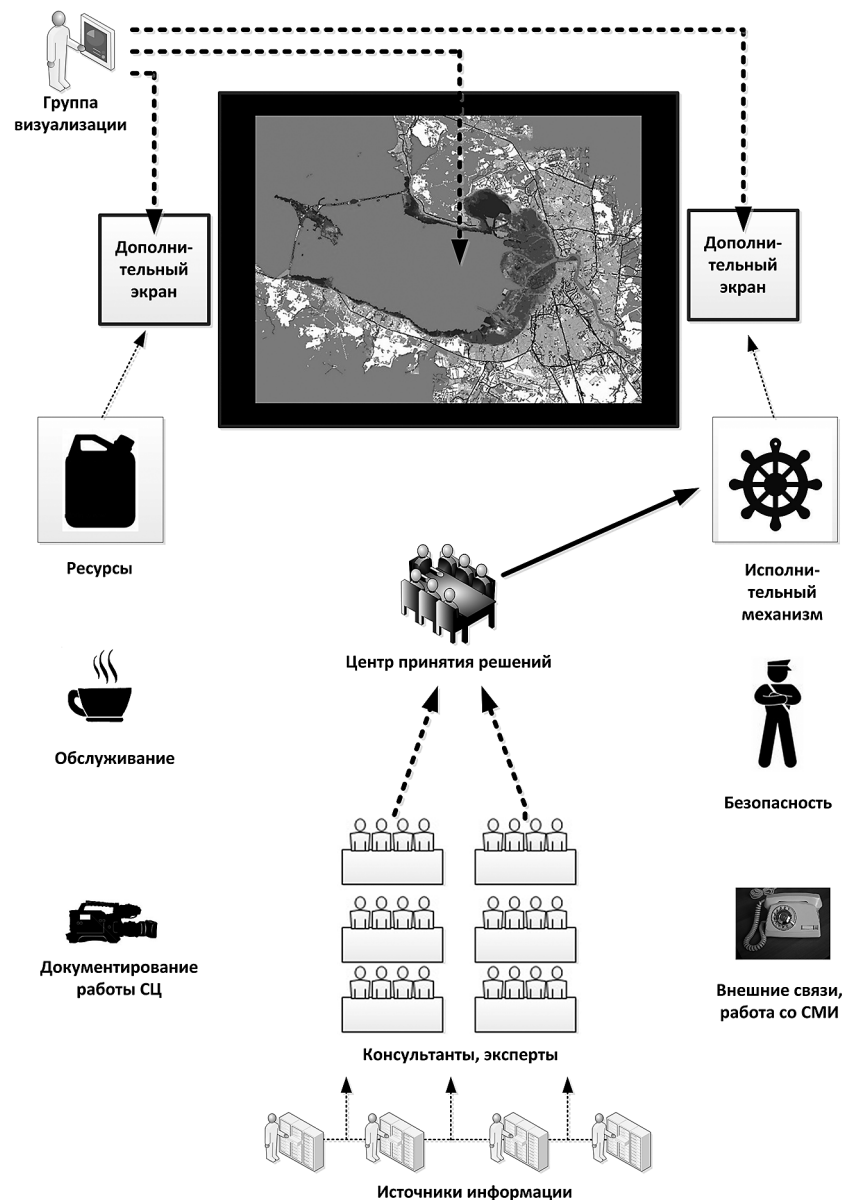 Группа
визуализации
Дополни-
тельный
экран
Дополни-
тельный
экран
Ресурсы
Исполни-
тельный
механизм
Центр принятия решений
Обслуживание
Безопасность
Документирование
работы СЦ
Внешние связи,
работа со СМИ
Консультанты, эксперты
Источники информации